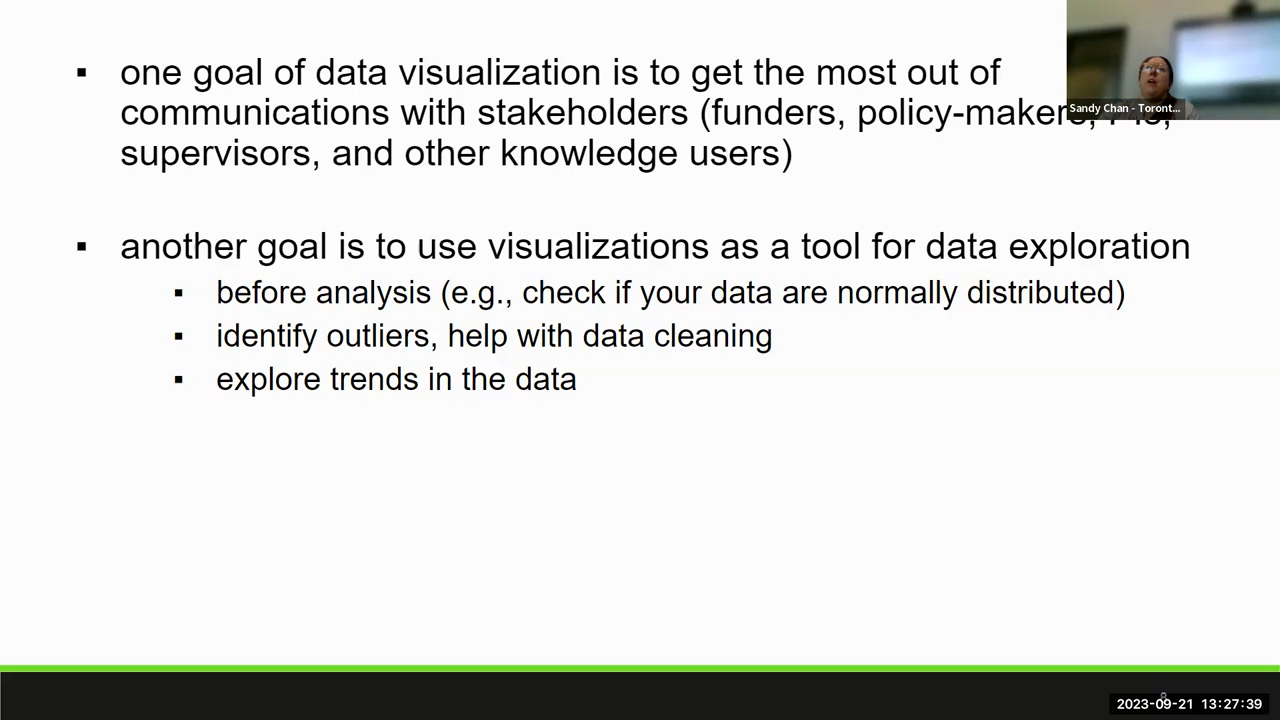 ▪ one goal of data visualization is to get the most out of
communications with stakeholders (funders, policy-makers,
supervisors, and other knowledge users)
▪ another goal is to use visualizations as a tool for data exploration
▪ before analysis (e.g., check if your data are normally distributed)
▪ identify outliers, help with data cleaning
▪ explore trends in the data
Sandy Chan - Toront...
8
2023-09-21 13:27:39